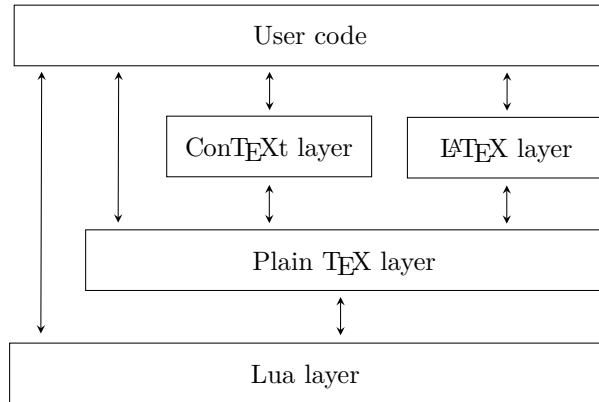 User code
ConTEXt layer
LATEX layer
Plain TEX layer
Lua layer